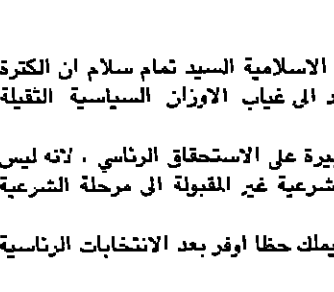 الاسلامية السيد تمام سلام ان الكثرة
الى غياب الاوزان السياسية الثقيلة
بيرة على الاستحقاق الرئاسي ، لانه ليس
شرعية غير المقبولة الى مرحلة الشرعية
يملك حظا اوفر بعد الانتخابات الرئاسية